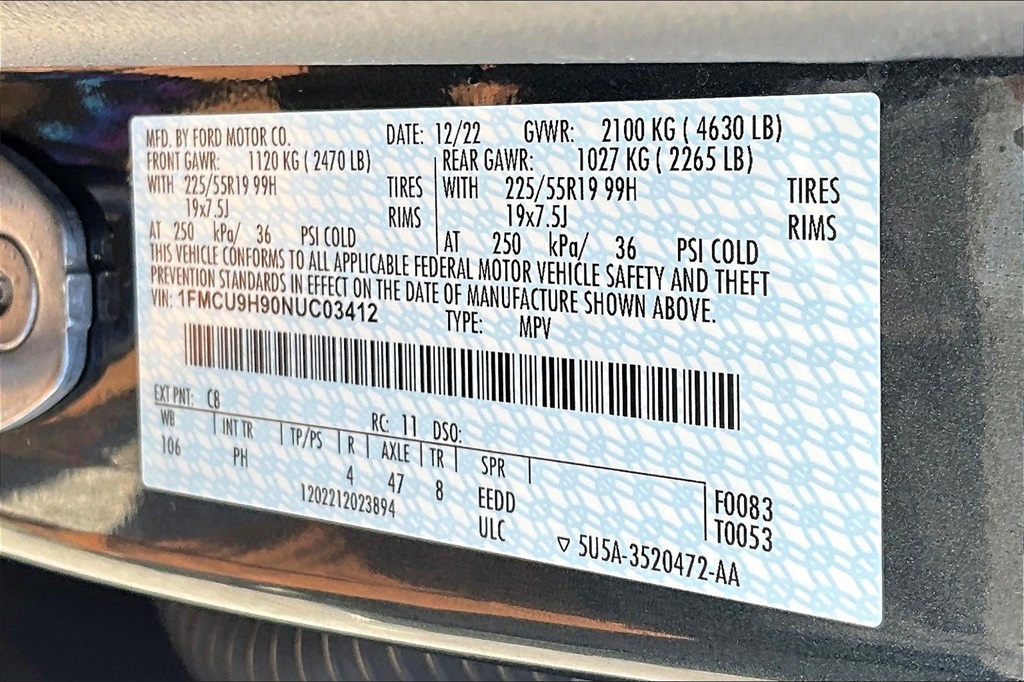 MFD. BY FORD MOTOR CO. DATE: 12/22 GVWR: 2100 KG ( 4630 LB)
FRONT GAWR: 1120 KG ( 2470 LB) REAR GAWR: 1027 KG ( 2265 LB)
WITH 225/55R19 99H TIRES WITH 225/55R19 99H TIRES
19x7.5J RIMS 19x7.5J RIMS
AT 250 kPa/ 36 PSI COLD AT 250 kPa/ 36 PSI COLD
THIS VEHICLE CONFORMS TO ALL APPLICABLE FEDERAL MOTOR VEHICLE SAFETY AND THEFT
PREVENTION STANDARDS IN EFFECT ON THE DATE OF MANUFACTURE SHOWN ABOVE.
VIN: 1FMCU9H90NUC03412 TYPE: MPV
EXT PNT: C8 RC: 11 DSO:
WB INT TR TP/PS R AXLE TR SPR
106 PH 4 47 8 EEDD F0083
1202212023894 ULC T0053
▽ 5U5A-3520472-AA